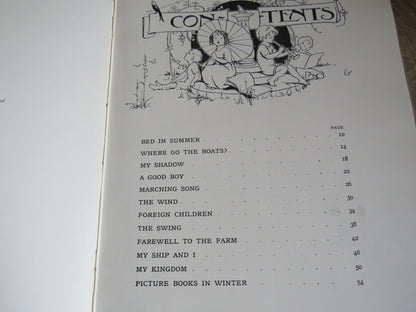 CONTENTS
PAGE
BED IN SUMMER 10
WHERE GO THE BOATS? 14
MY SHADOW 18
A GOOD BOY 22
MARCHING SONG 26
THE WIND 30
FOREIGN CHILDREN 34
THE SWING 38
FAREWELL TO THE FARM 42
MY SHIP AND I 46
MY KINGDOM 50
PICTURE BOOKS IN WINTER 54